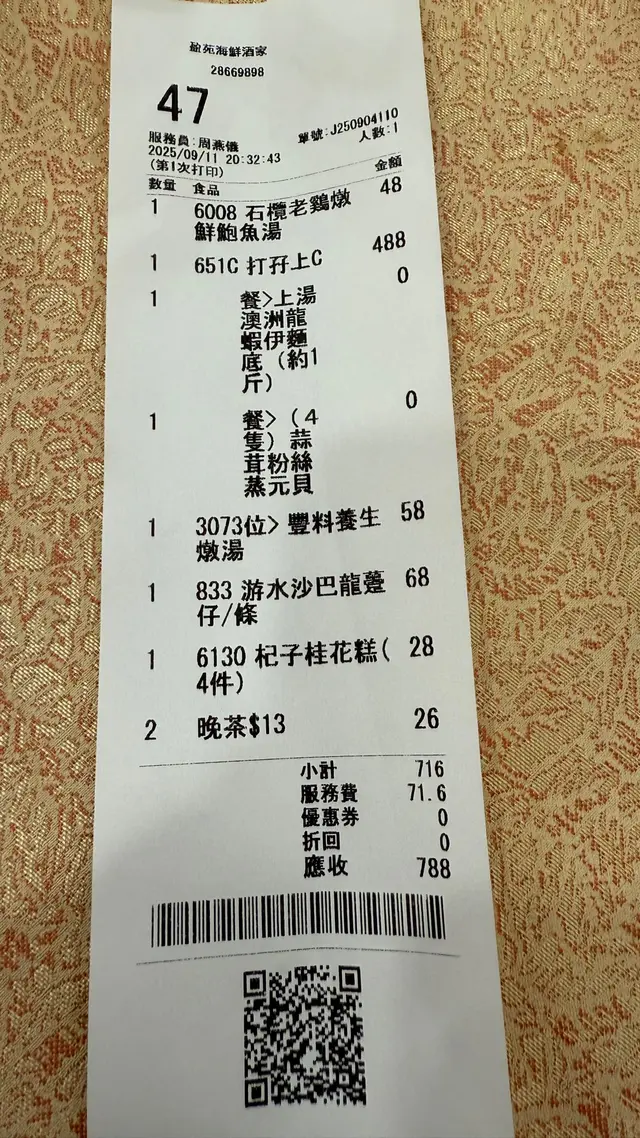 盈苑海鮮酒家
28669898
47
服務員:周燕儀 單號:J250904110
2025/09/11 20:32:43 人數:1
(第1次打印)
數量 食品 金額
1 6008 石欖老鷄燉 48
鮮鮑魚湯
1 651C 打孖上C 488
1 餐>上湯 0
澳洲龍
蝦伊麵
底(約1
斤)
1 餐>(4 0
隻)蒜
茸粉絲
蒸元貝
1 3073位>豐料養生 58
燉湯
1 833 游水沙巴龍躉 68
仔/條
1 6130 杞子桂花糕( 28
4件)
2 晚茶$13 26
小計 716
服務費 71.6
優惠券 0
折回 0
應收 788